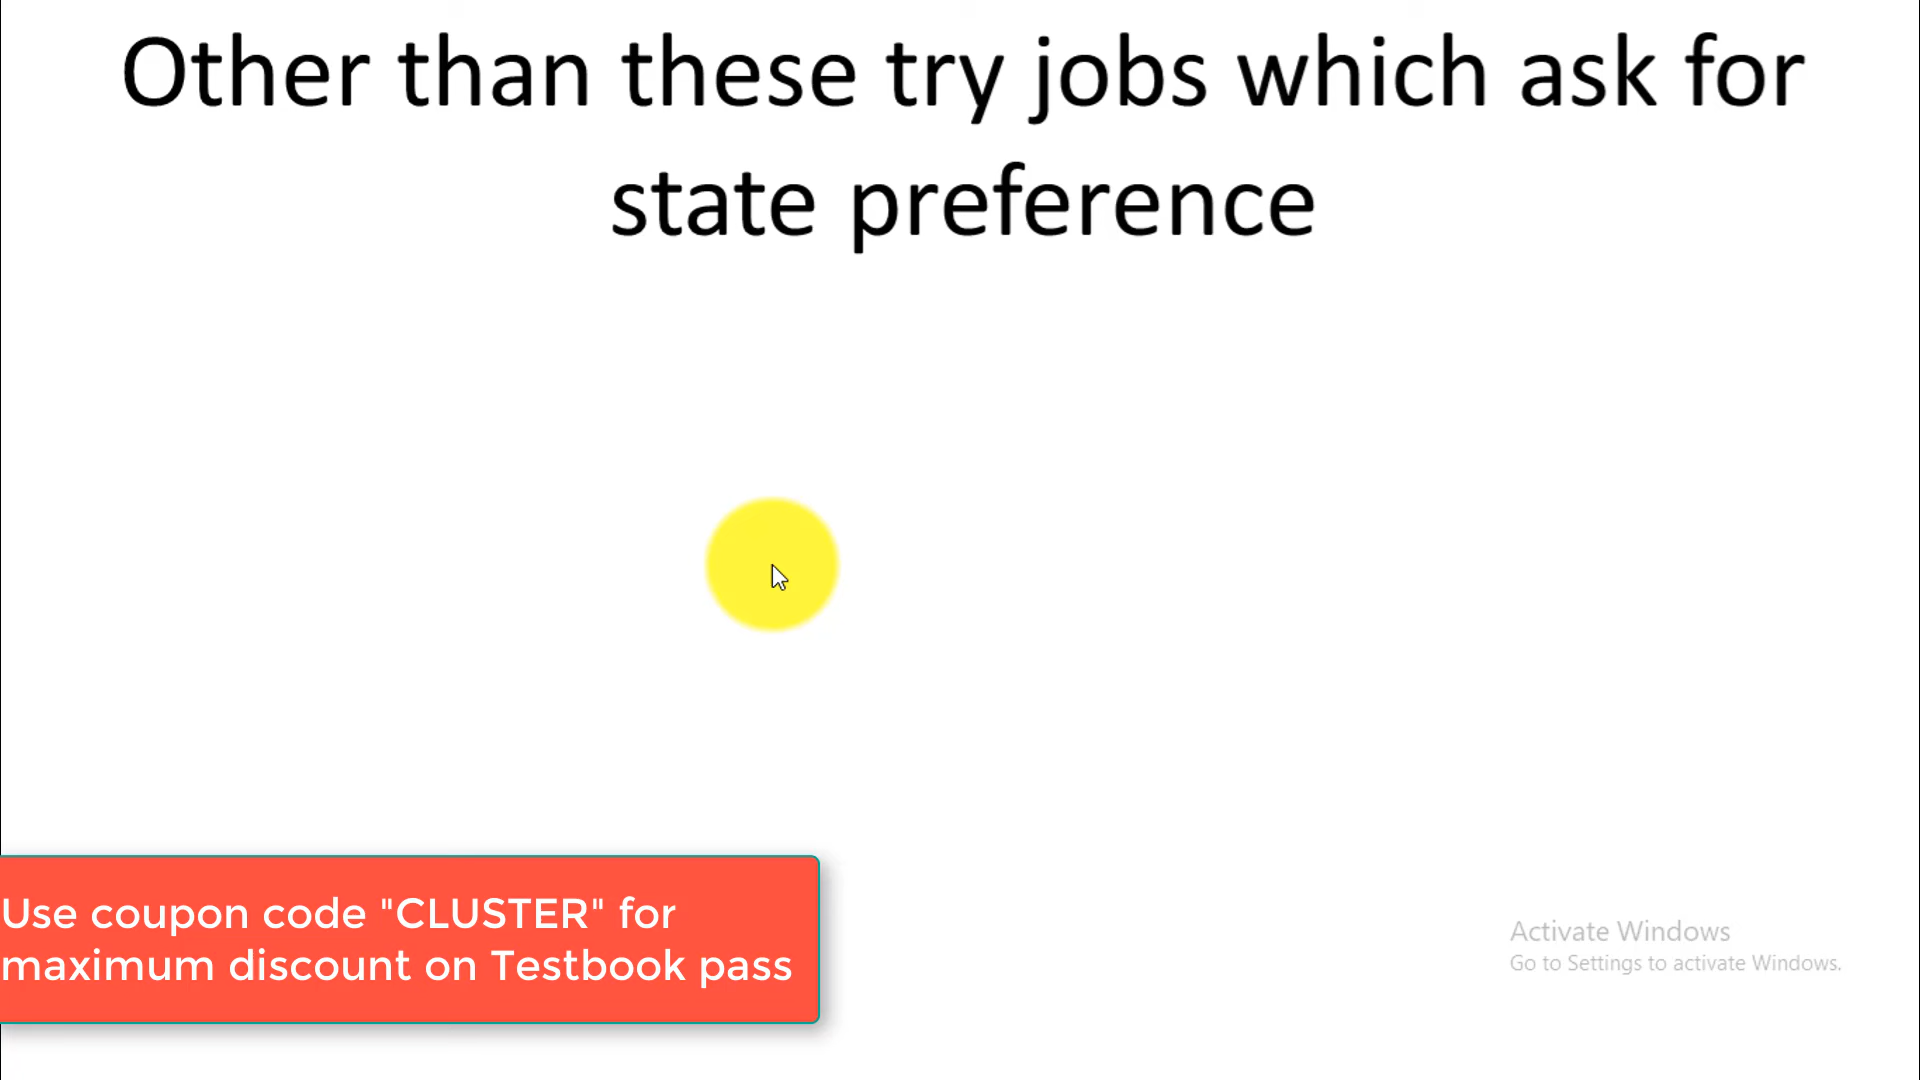 Other than these try jobs which ask for
state preference
Use coupon code "CLUSTER" for
maximum discount on Testbook pass
Activate Windows
Go to Settings to activate Windows.